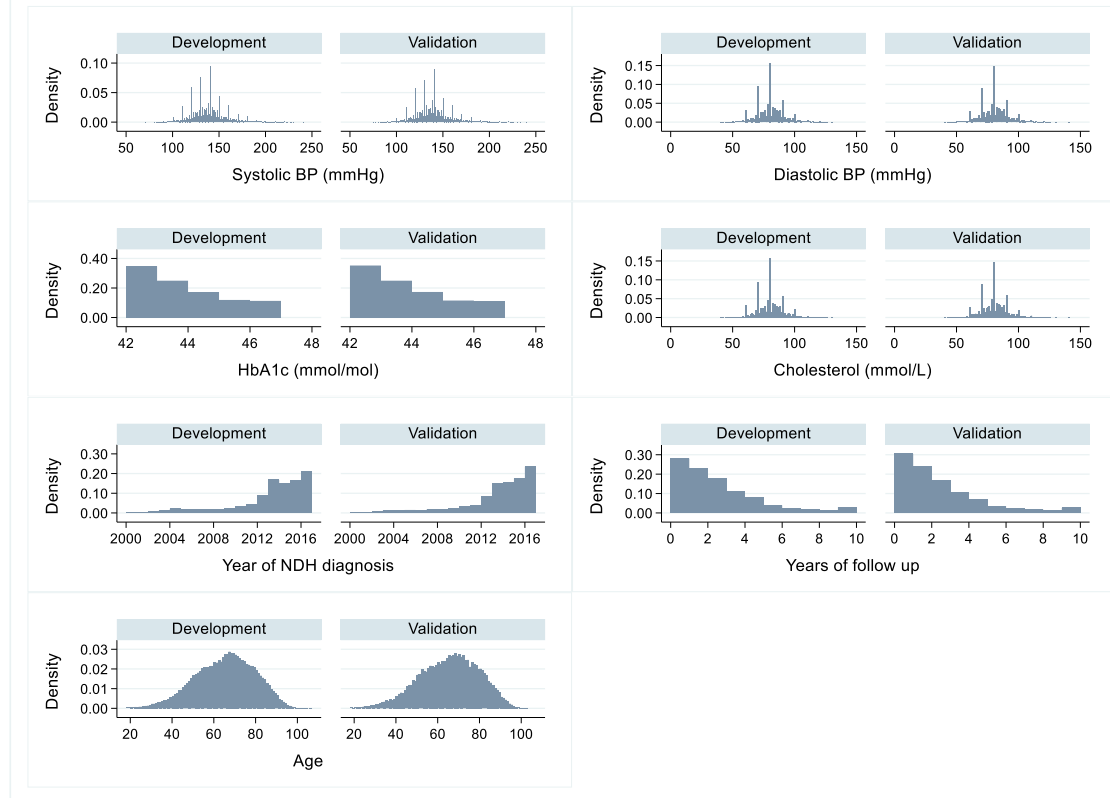 Development Validation
Density
0.10
0.05
0.00
50 100 150 200 250 50 100 150 200 250
Systolic BP (mmHg)
Development Validation
Density
0.15
0.10
0.05
0.00
0 50 100 150 0 50 100 150
Diastolic BP (mmHg)
Development Validation
Density
0.40
0.20
0.00
42 44 46 48 42 44 46 48
HbA1c (mmol/mol)
Development Validation
Density
0.15
0.10
0.05
0.00
0 50 100 150 0 50 100 150
Cholesterol (mmol/L)
Development Validation
Density
0.30
0.20
0.10
0.00
2000 2004 2008 2012 2016 2000 2004 2008 2012 2016
Year of NDH diagnosis
Development Validation
Density
0.30
0.20
0.10
0.00
0 2 4 6 8 10 0 2 4 6 8 10
Years of follow up
Development Validation
Density
0.03
0.02
0.01
0.00
20 40 60 80 100 20 40 60 80 100
Age